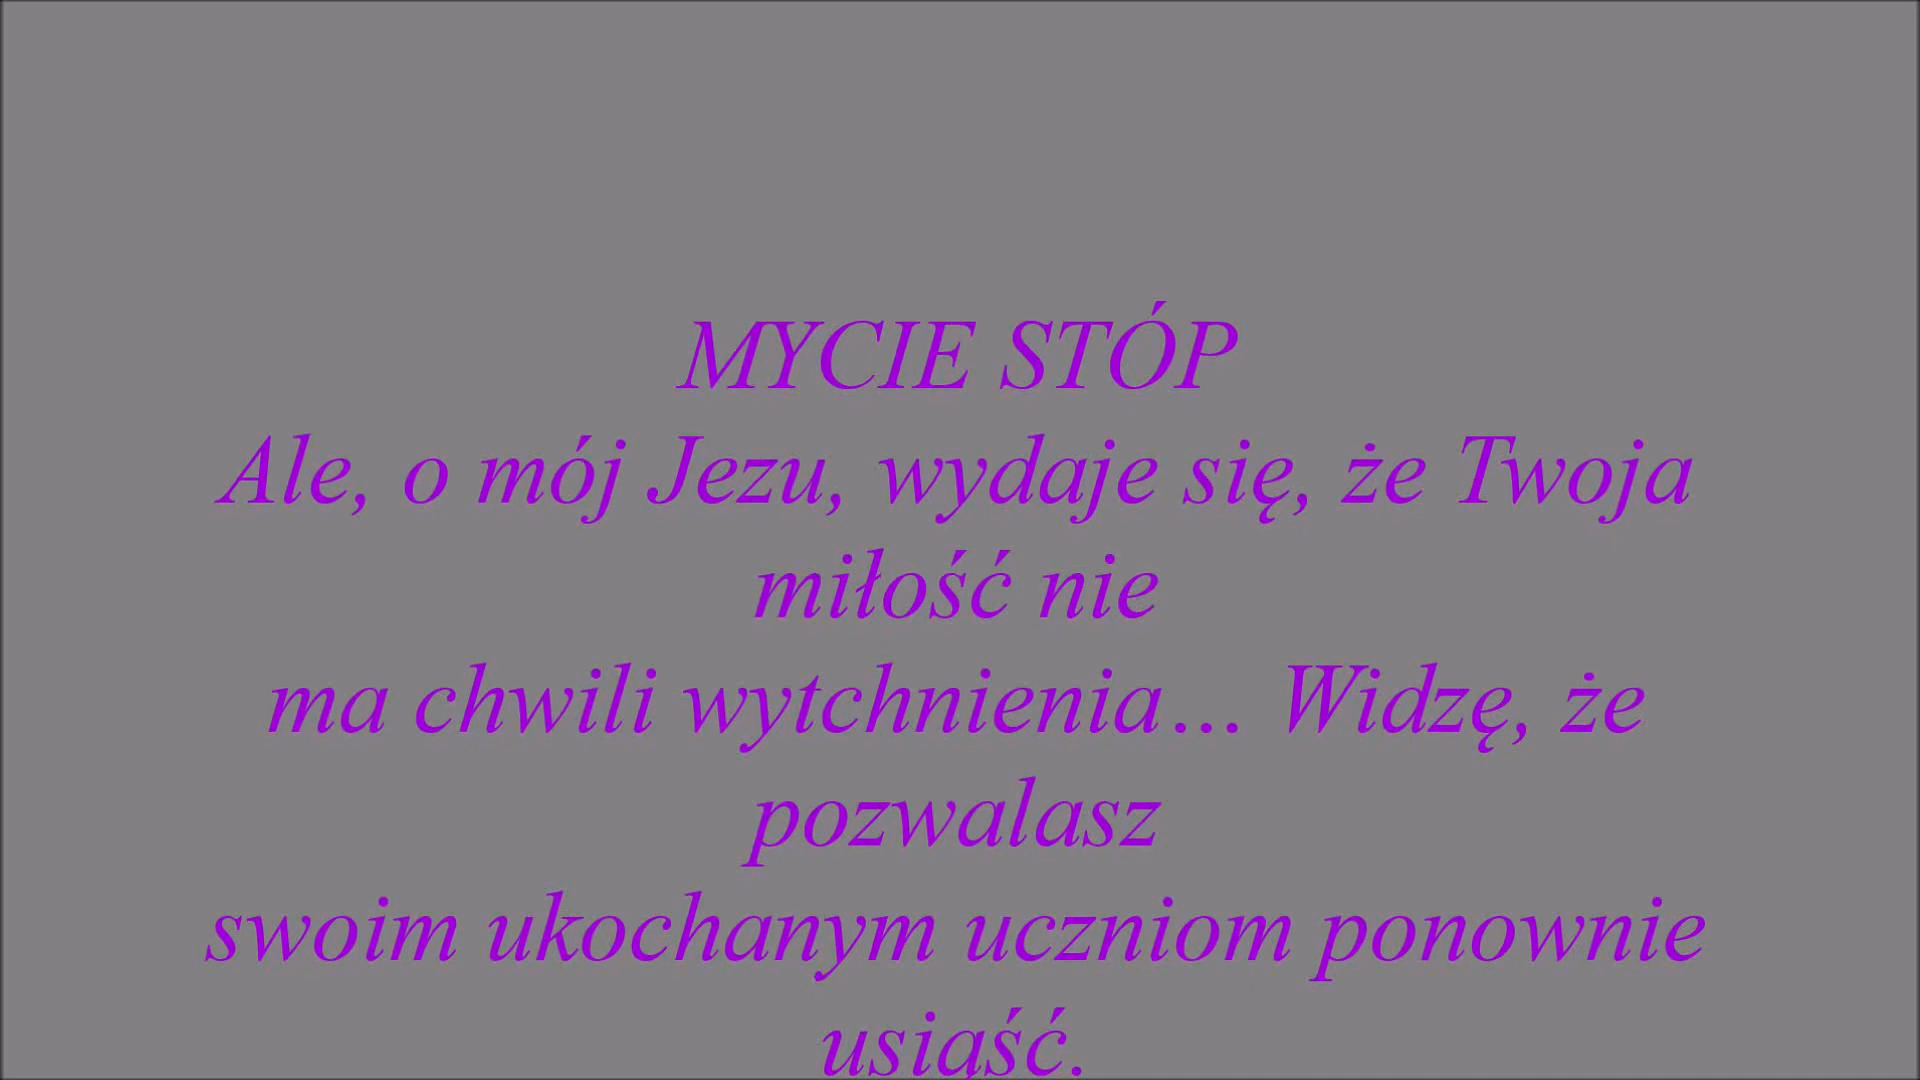 MYCIE STÓP
Ale, o mój Jezu, wydaje się, że Twoja
miłość nie
ma chwili wytchnienia… Widzę, że
pozwalasz
swoim ukochanym uczniom ponownie
usiąść.